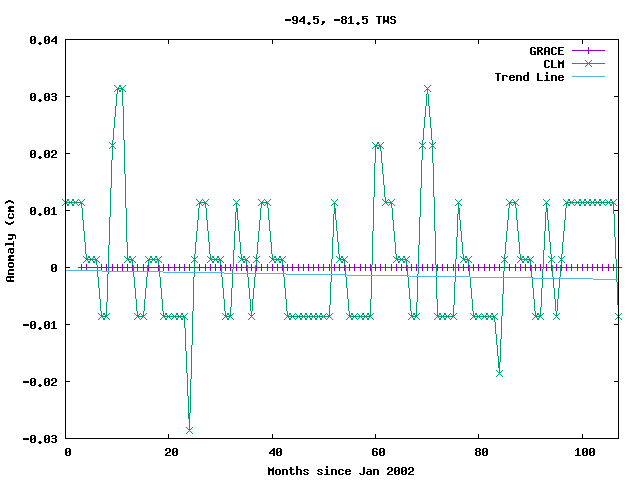 -94.5, -81.5 TWS
0.04
0.03
0.02
0.01
0
-0.01
-0.02
-0.03
Anomaly (cm)
GRACE
CLM
Trend Line
0 20 40 60 80 100
Months since Jan 2002